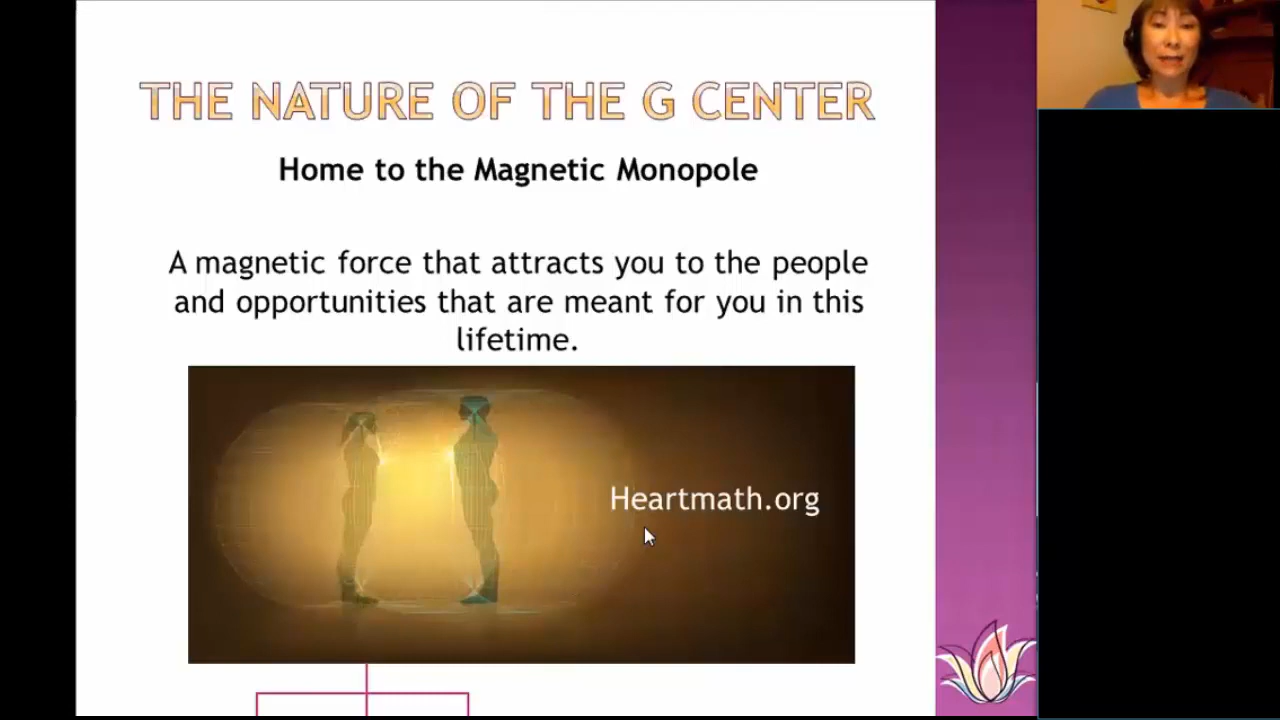 THE NATURE OF THE G CENTER
Home to the Magnetic Monopole
A magnetic force that attracts you to the people
and opportunities that are meant for you in this
lifetime.
Heartmath.org